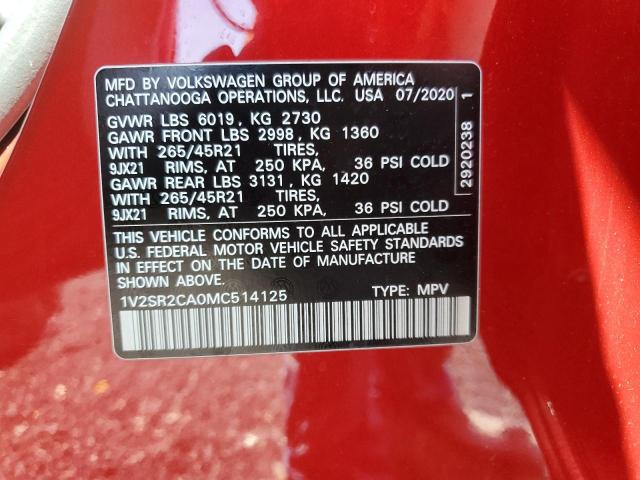 MFD BY VOLKSWAGEN GROUP OF AMERICA
CHATTANOOGA OPERATIONS, LLC. USA 07/2020
GVWR LBS 6019, KG 2730
GAWR FRONT LBS 2998, KG 1360
WITH 265/45R21 TIRES,
9JX21 RIMS, AT 250 KPA, 36 PSI COLD
GAWR REAR LBS 3131, KG 1420
WITH 265/45R21 TIRES,
9JX21 RIMS, AT 250 KPA, 36 PSI COLD
THIS VEHICLE CONFORMS TO ALL APPLICABLE
U.S. FEDERAL MOTOR VEHICLE SAFETY STANDARDS
IN EFFECT ON THE DATE OF MANUFACTURE
SHOWN ABOVE.
1V2SR2CA0MC514125 TYPE: MPV
2920238 1